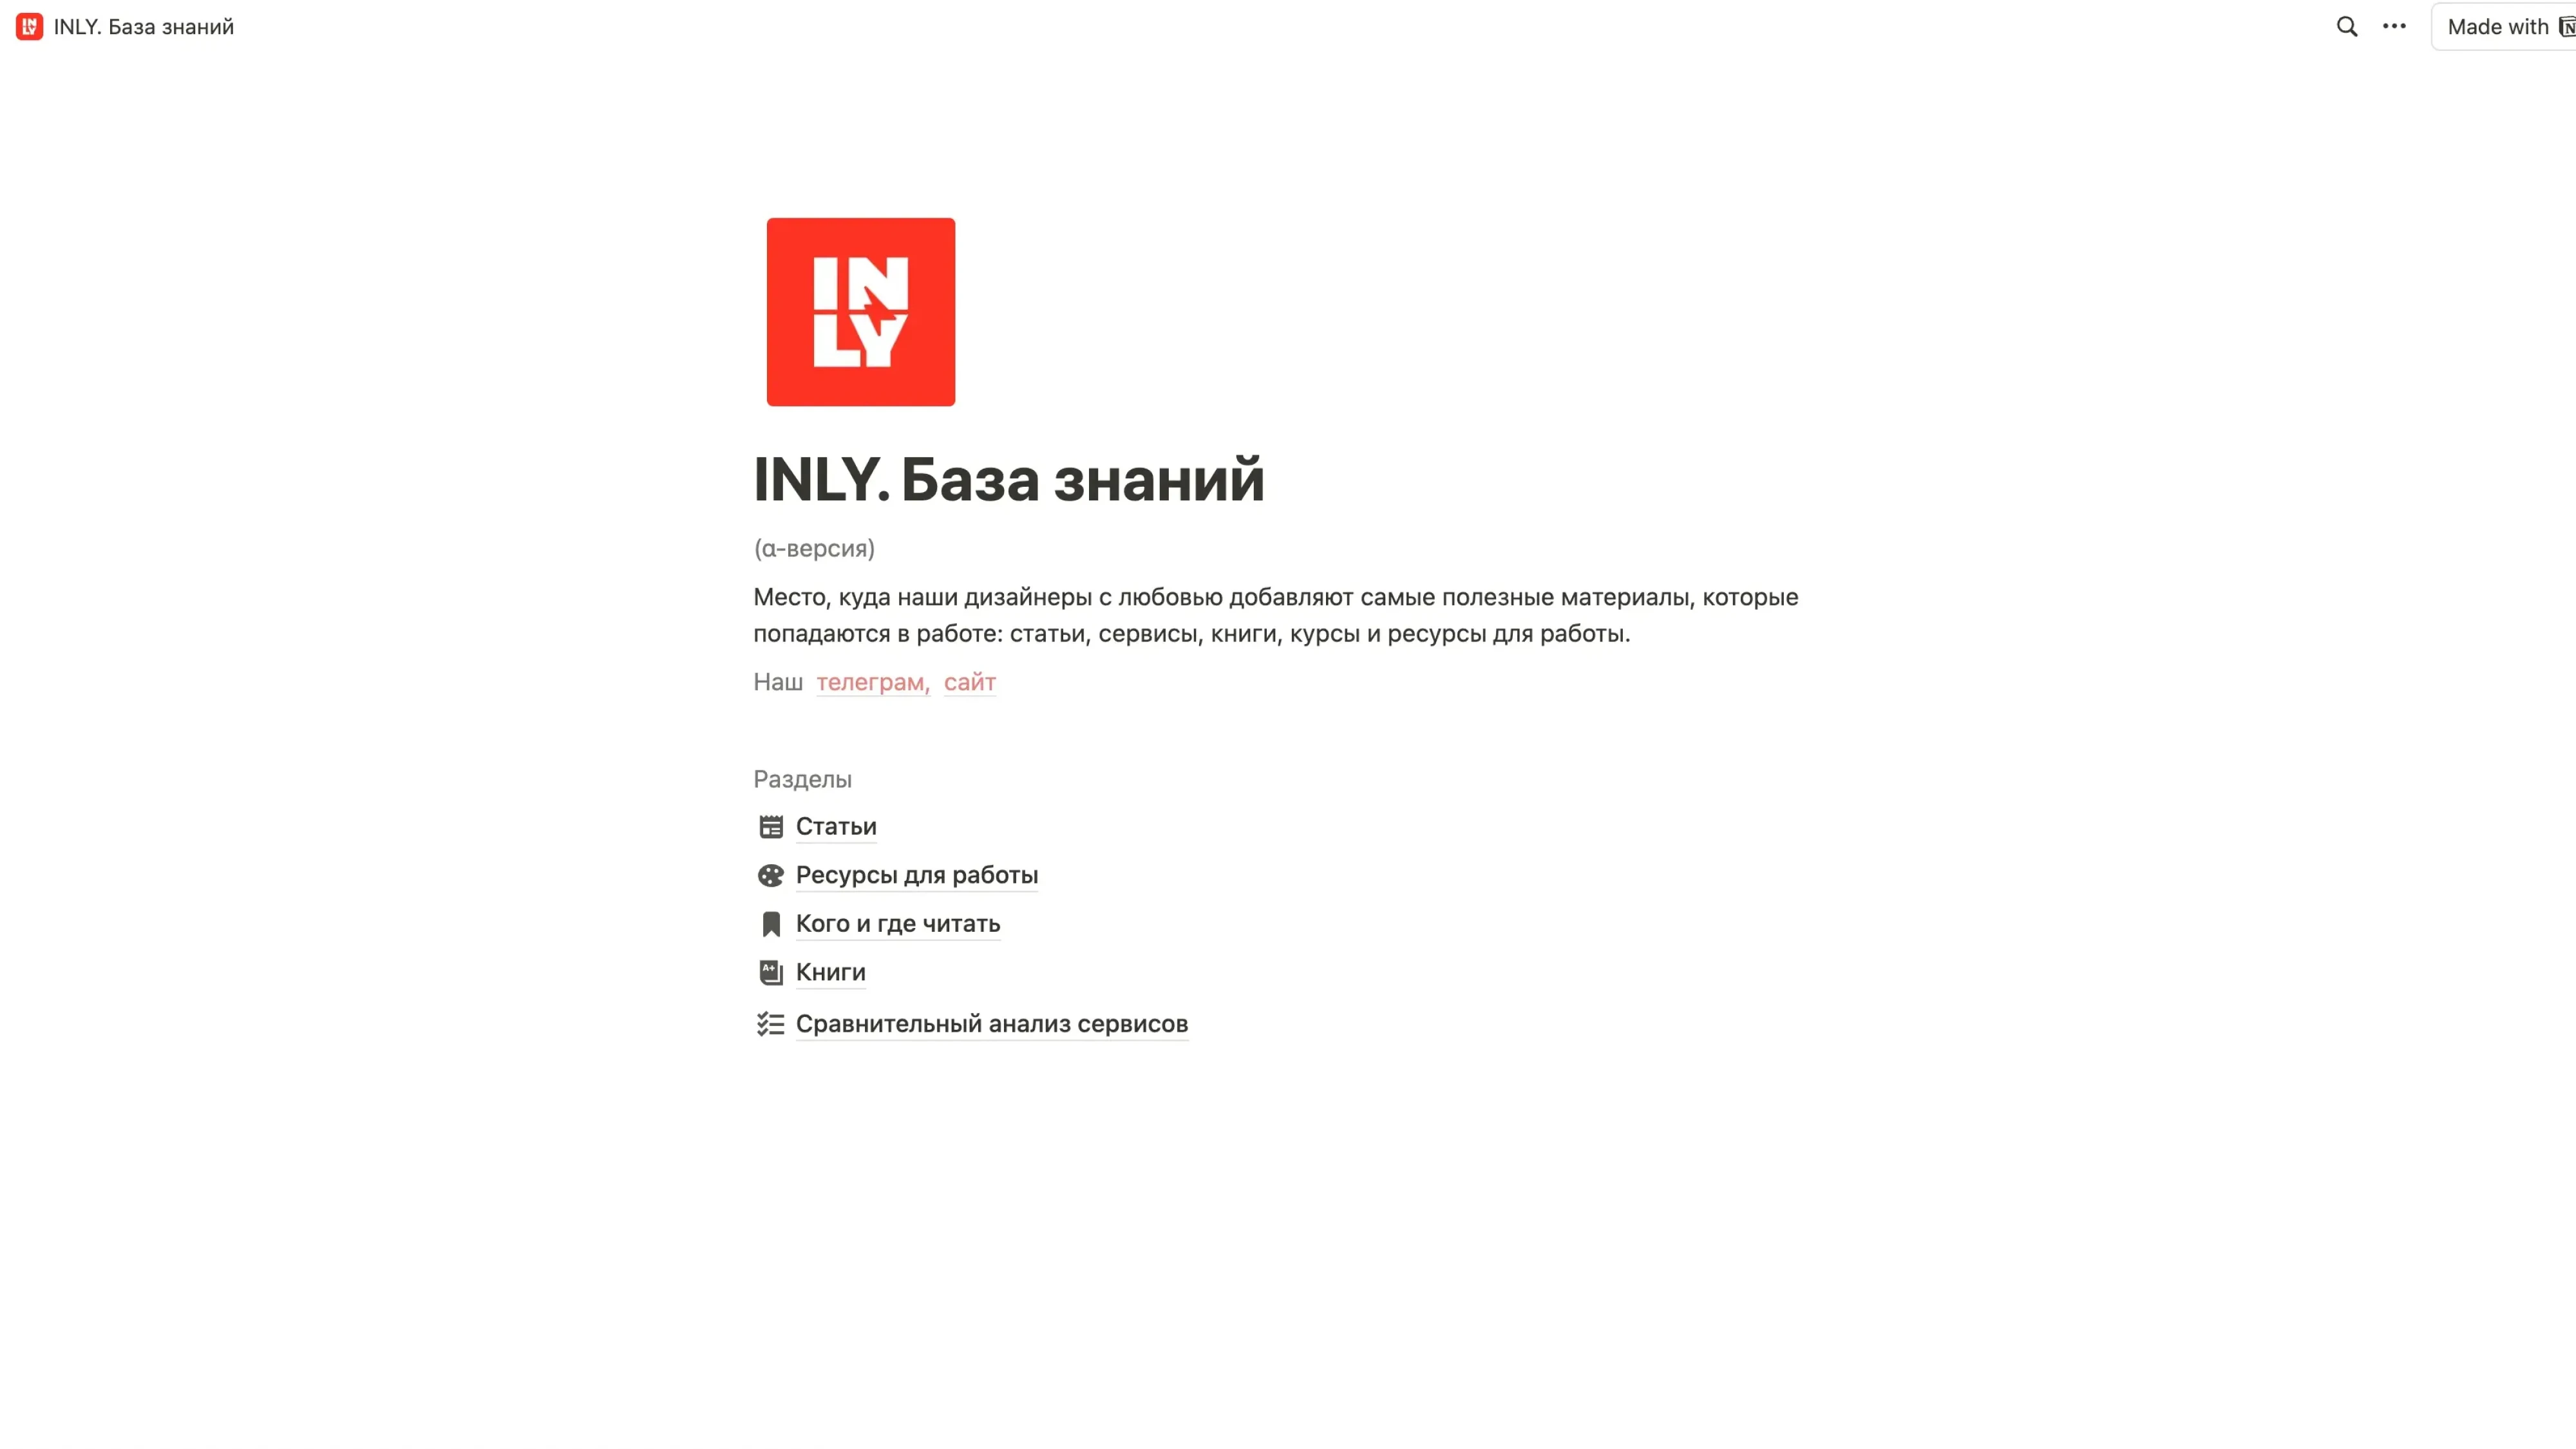 INLY. База знаний
Made with
IN
LY
INLY. База знаний
(α-версия)
Место, куда наши дизайнеры с любовью добавляют самые полезные материалы, которые
попадаются в работе: статьи, сервисы, книги, курсы и ресурсы для работы.
Наш телеграм, сайт
Разделы
Статьи
Ресурсы для работы
Кого и где читать
Книги
Сравнительный анализ сервисов